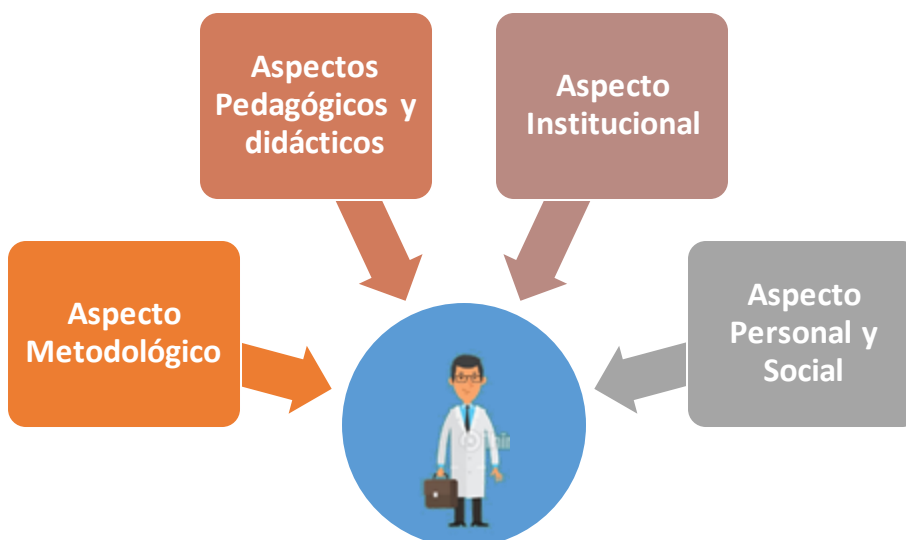 Aspectos
Pedagógicos y
didácticos
Aspecto
Institucional
Aspecto
Metodológico
Aspecto
Personal y
Social